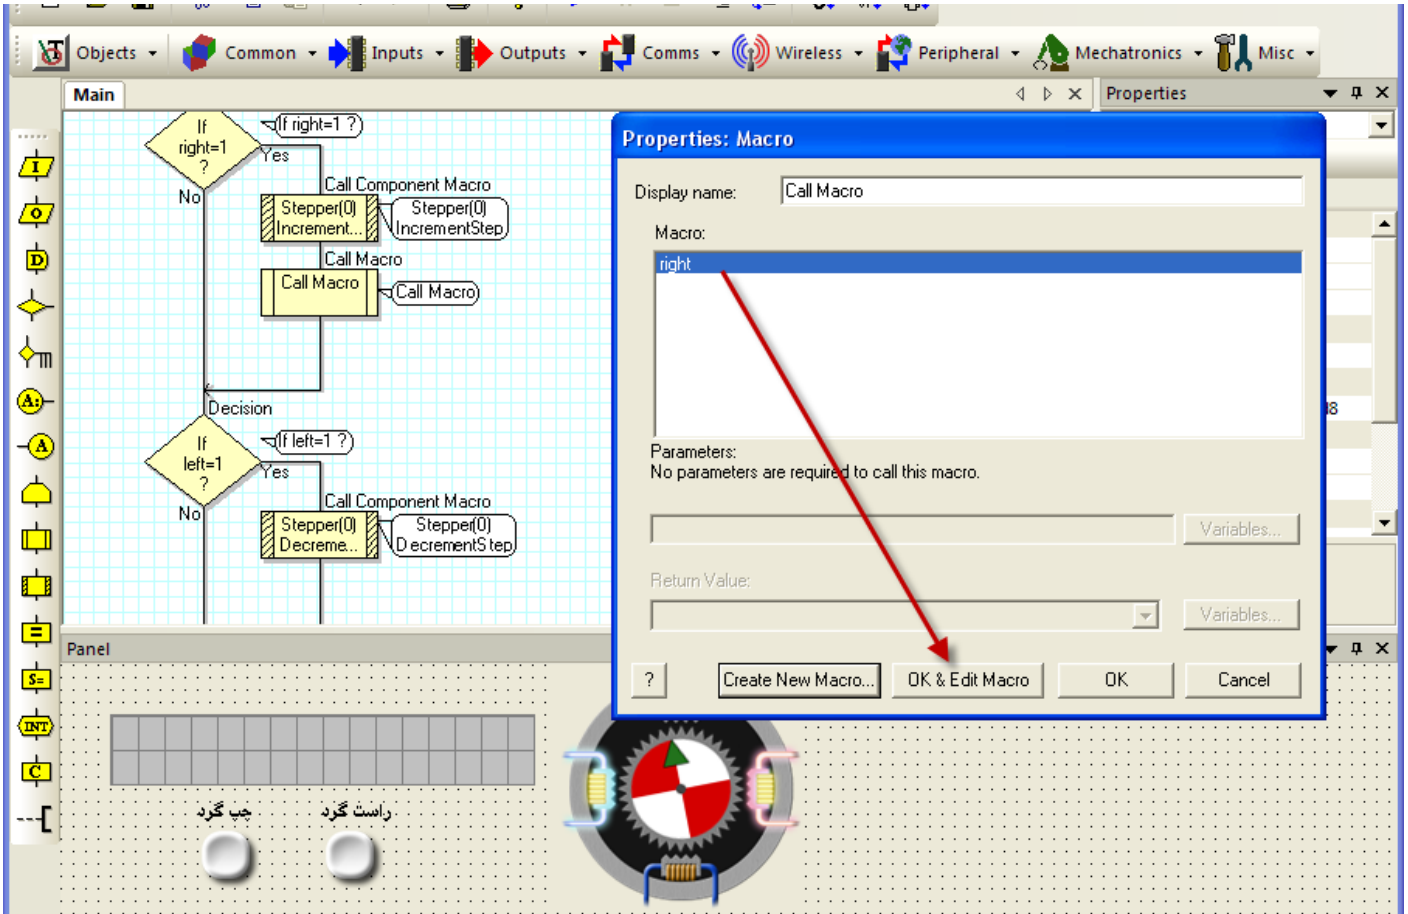 Objects Common Inputs Outputs Comms Wireless Peripheral Mechatronics Misc
Main
Properties
If
right=1
?
If right=1 ?
Yes
No
Call Component Macro
Stepper(0)
Increment...
Stepper(0)
IncrementStep
Call Macro
Call Macro
Call Macro
Decision
If
left=1
?
If left=1 ?
Yes
No
Call Component Macro
Stepper(0)
Decreme...
Stepper(0)
DecrementStep
I
O
D
A:
A
=
S=
INT
C
Properties: Macro
Display name:
Call Macro
Macro:
right
Parameters:
No parameters are required to call this macro.
Variables...
Return Value:
Variables...
?
Create New Macro...
OK & Edit Macro
OK
Cancel
Panel
راست گرد
چپ گرد